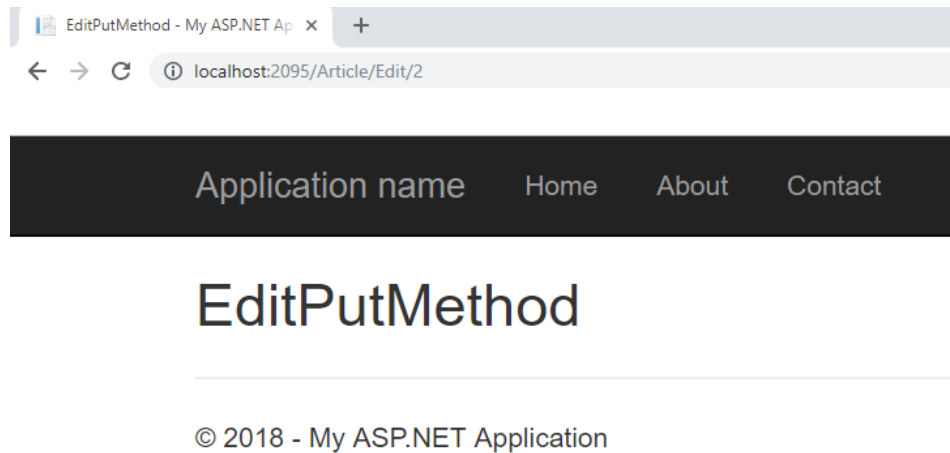 EditPutMethod - My ASP.NET Ap
localhost:2095/Article/Edit/2
Application name Home About Contact
EditPutMethod
© 2018 - My ASP.NET Application